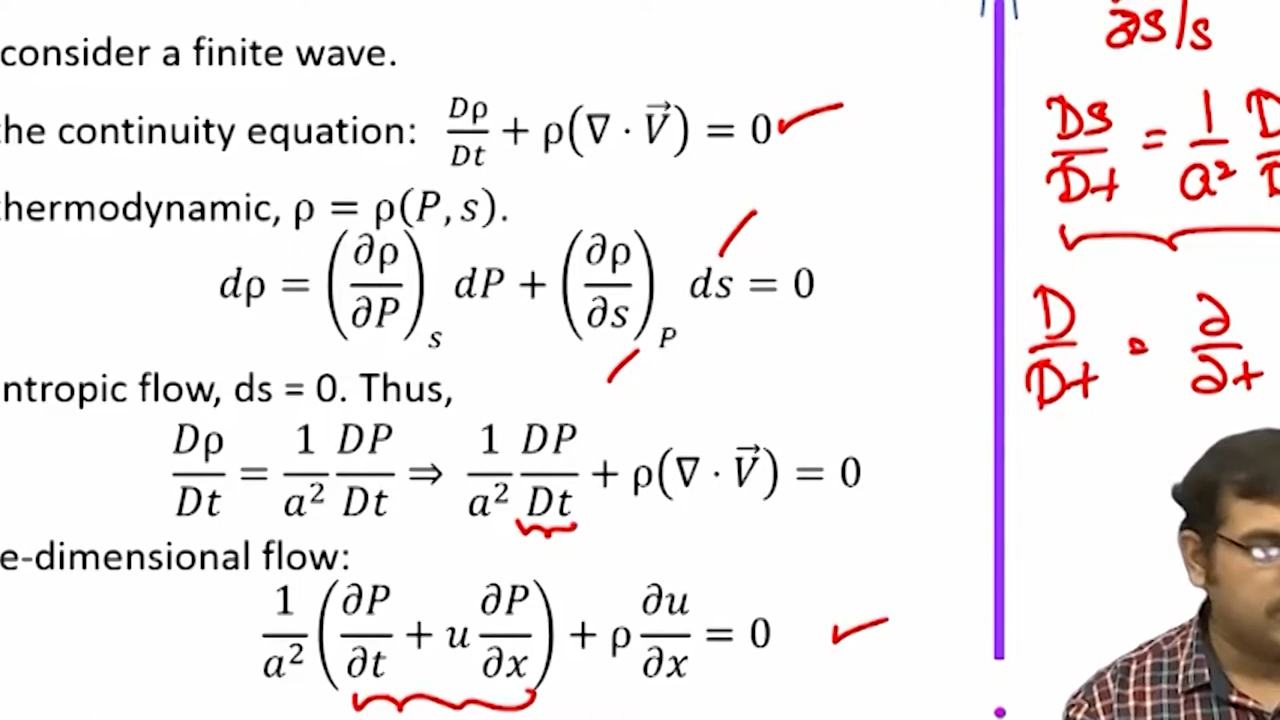 consider a finite wave.
the continuity equation: Dρ/Dt + ρ(∇ · V⃗) = 0
thermodynamic, ρ = ρ(P, s).
dρ = (∂ρ/∂P)_s dP + (∂ρ/∂s)_P ds = 0
ntropic flow, ds = 0. Thus,
Dρ/Dt = 1/a² DP/Dt ⇒ 1/a² DP/Dt + ρ(∇ · V⃗) = 0
e-dimensional flow:
1/a² (∂P/∂t + u ∂P/∂x) + ρ ∂u/∂x = 0
∂s/s
Ds/Dt = 1/a² D
D/Dt = ∂/∂t